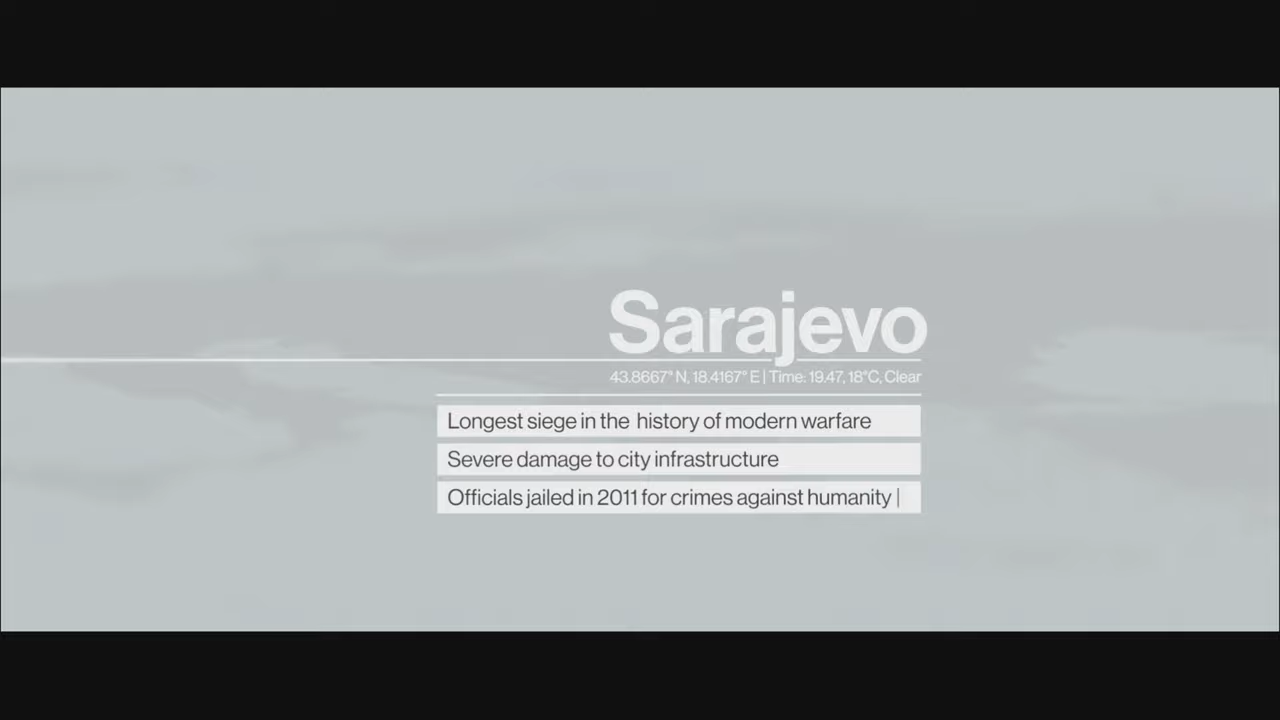 Sarajevo
43.8667° N, 18.4167° E | Time: 19.47, 18°C, Clear
Longest siege in the history of modern warfare
Severe damage to city infrastructure
Officials jailed in 2011 for crimes against humanity |